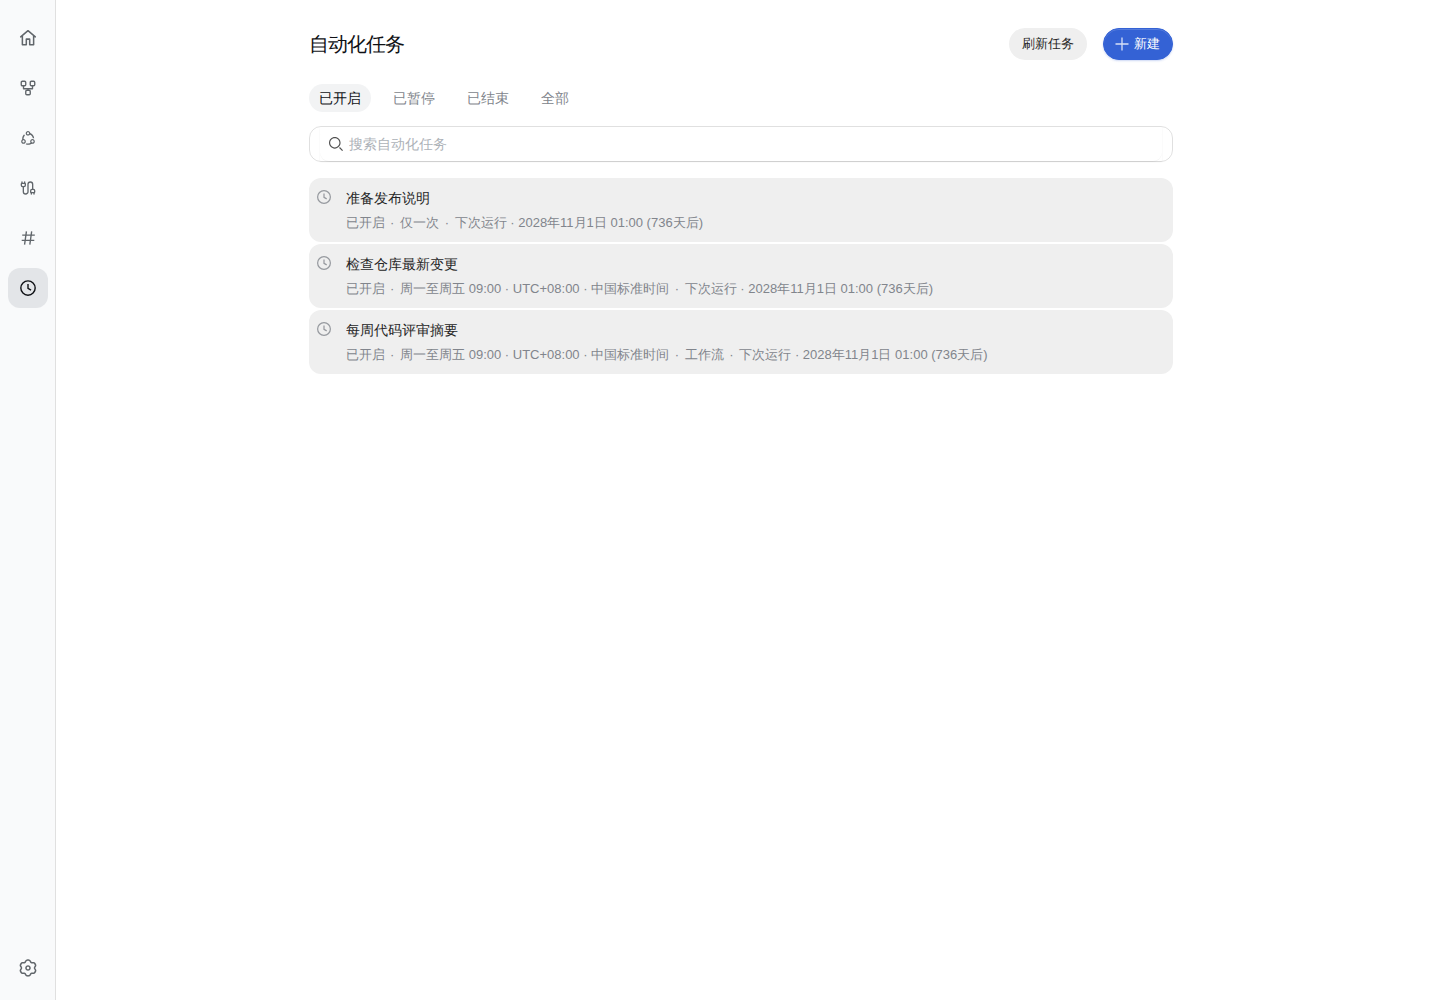 自动化任务
刷新任务
新建
已开启 已暂停 已结束 全部
搜索自动化任务
准备发布说明
已开启 · 仅一次 · 下次运行 · 2028年11月1日 01:00 (736天后)
检查仓库最新变更
已开启 · 周一至周五 09:00 · UTC+08:00 · 中国标准时间 · 下次运行 · 2028年11月1日 01:00 (736天后)
每周代码评审摘要
已开启 · 周一至周五 09:00 · UTC+08:00 · 中国标准时间 · 工作流 · 下次运行 · 2028年11月1日 01:00 (736天后)